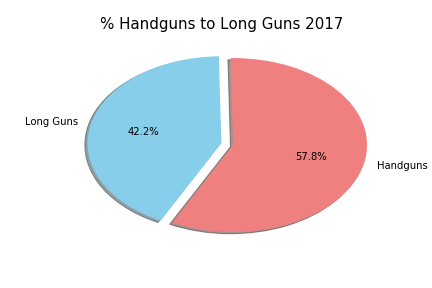 % Handguns to Long Guns 2017
Long Guns
42.2%
57.8%
Handguns